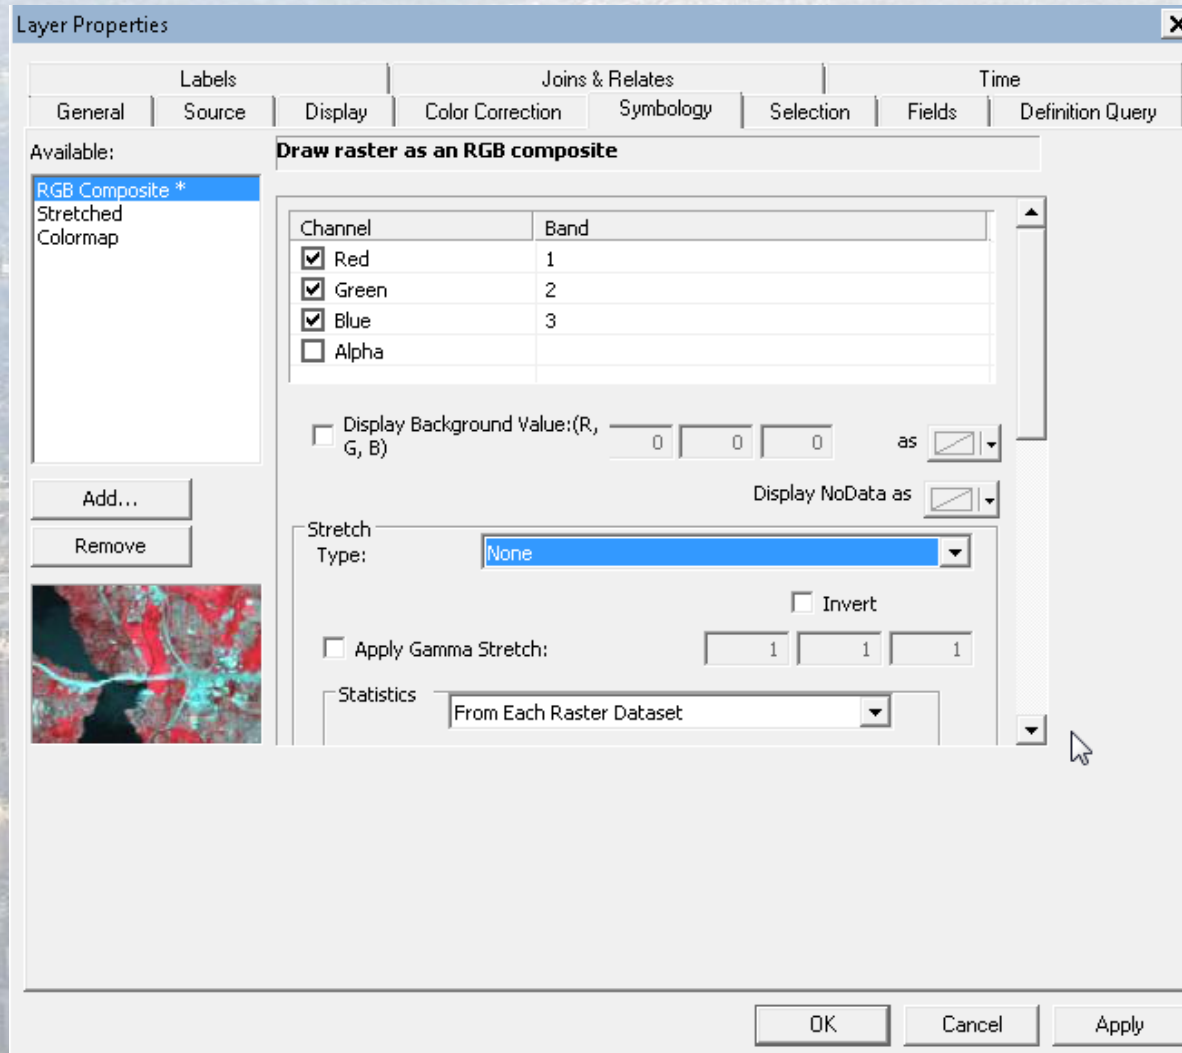 Layer Properties
Labels Joins & Relates Time
General Source Display Color Correction Symbology Selection Fields Definition Query
Available:
Draw raster as an RGB composite
RGB Composite *
Stretched
Colormap
Channel Band
Red 1
Green 2
Blue 3
Alpha
Display Background Value:(R,
G, B)
0 0 0 as
Display NoData as
Add...
Remove
Stretch
Type: None
Invert
Apply Gamma Stretch: 1 1 1
Statistics
From Each Raster Dataset
OK Cancel Apply